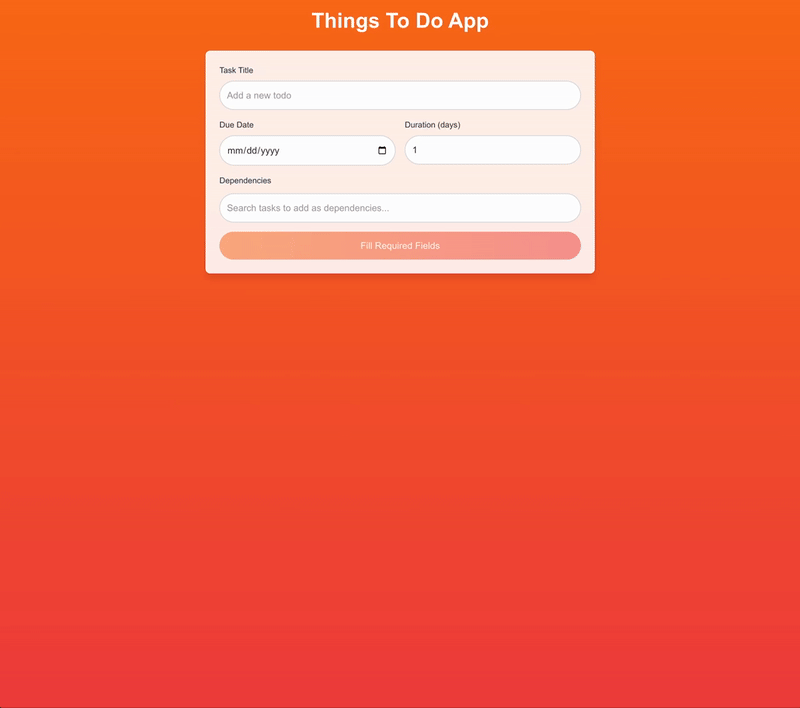 Things To Do App
Task Title
Add a new todo
Due Date
Duration (days)
mm/dd/yyyy
1
Dependencies
Search tasks to add as dependencies...
Fill Required Fields